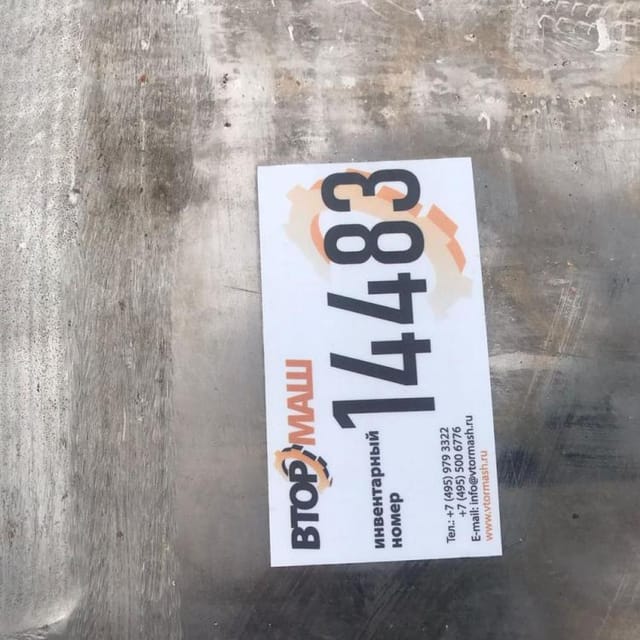 ВТОРМАШ
инвентарный
номер
14483
Тел.: +7 (495) 979 3322
+7 (495) 500 6776
E-mail: info@vtormash.ru
www.vtormash.ru